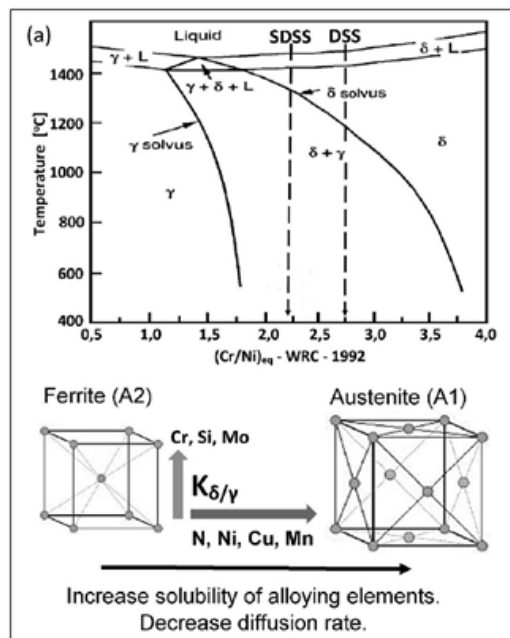 (a)
Liquid
SDSS DSS
γ + L
δ + L
1400
γ + δ + L
δ solvus
1200
γ solvus
δ + γ
δ
1000
γ
800
600
400
Temperature [°C]
0,5 1,0 1,5 2,0 2,5 3,0 3,5 4,0
(Cr/Ni)eq - WRC - 1992
Ferrite (A2)
Austenite (A1)
Cr, Si, Mo
Kδ/γ
N, Ni, Cu, Mn
Increase solubility of alloying elements.
Decrease diffusion rate.